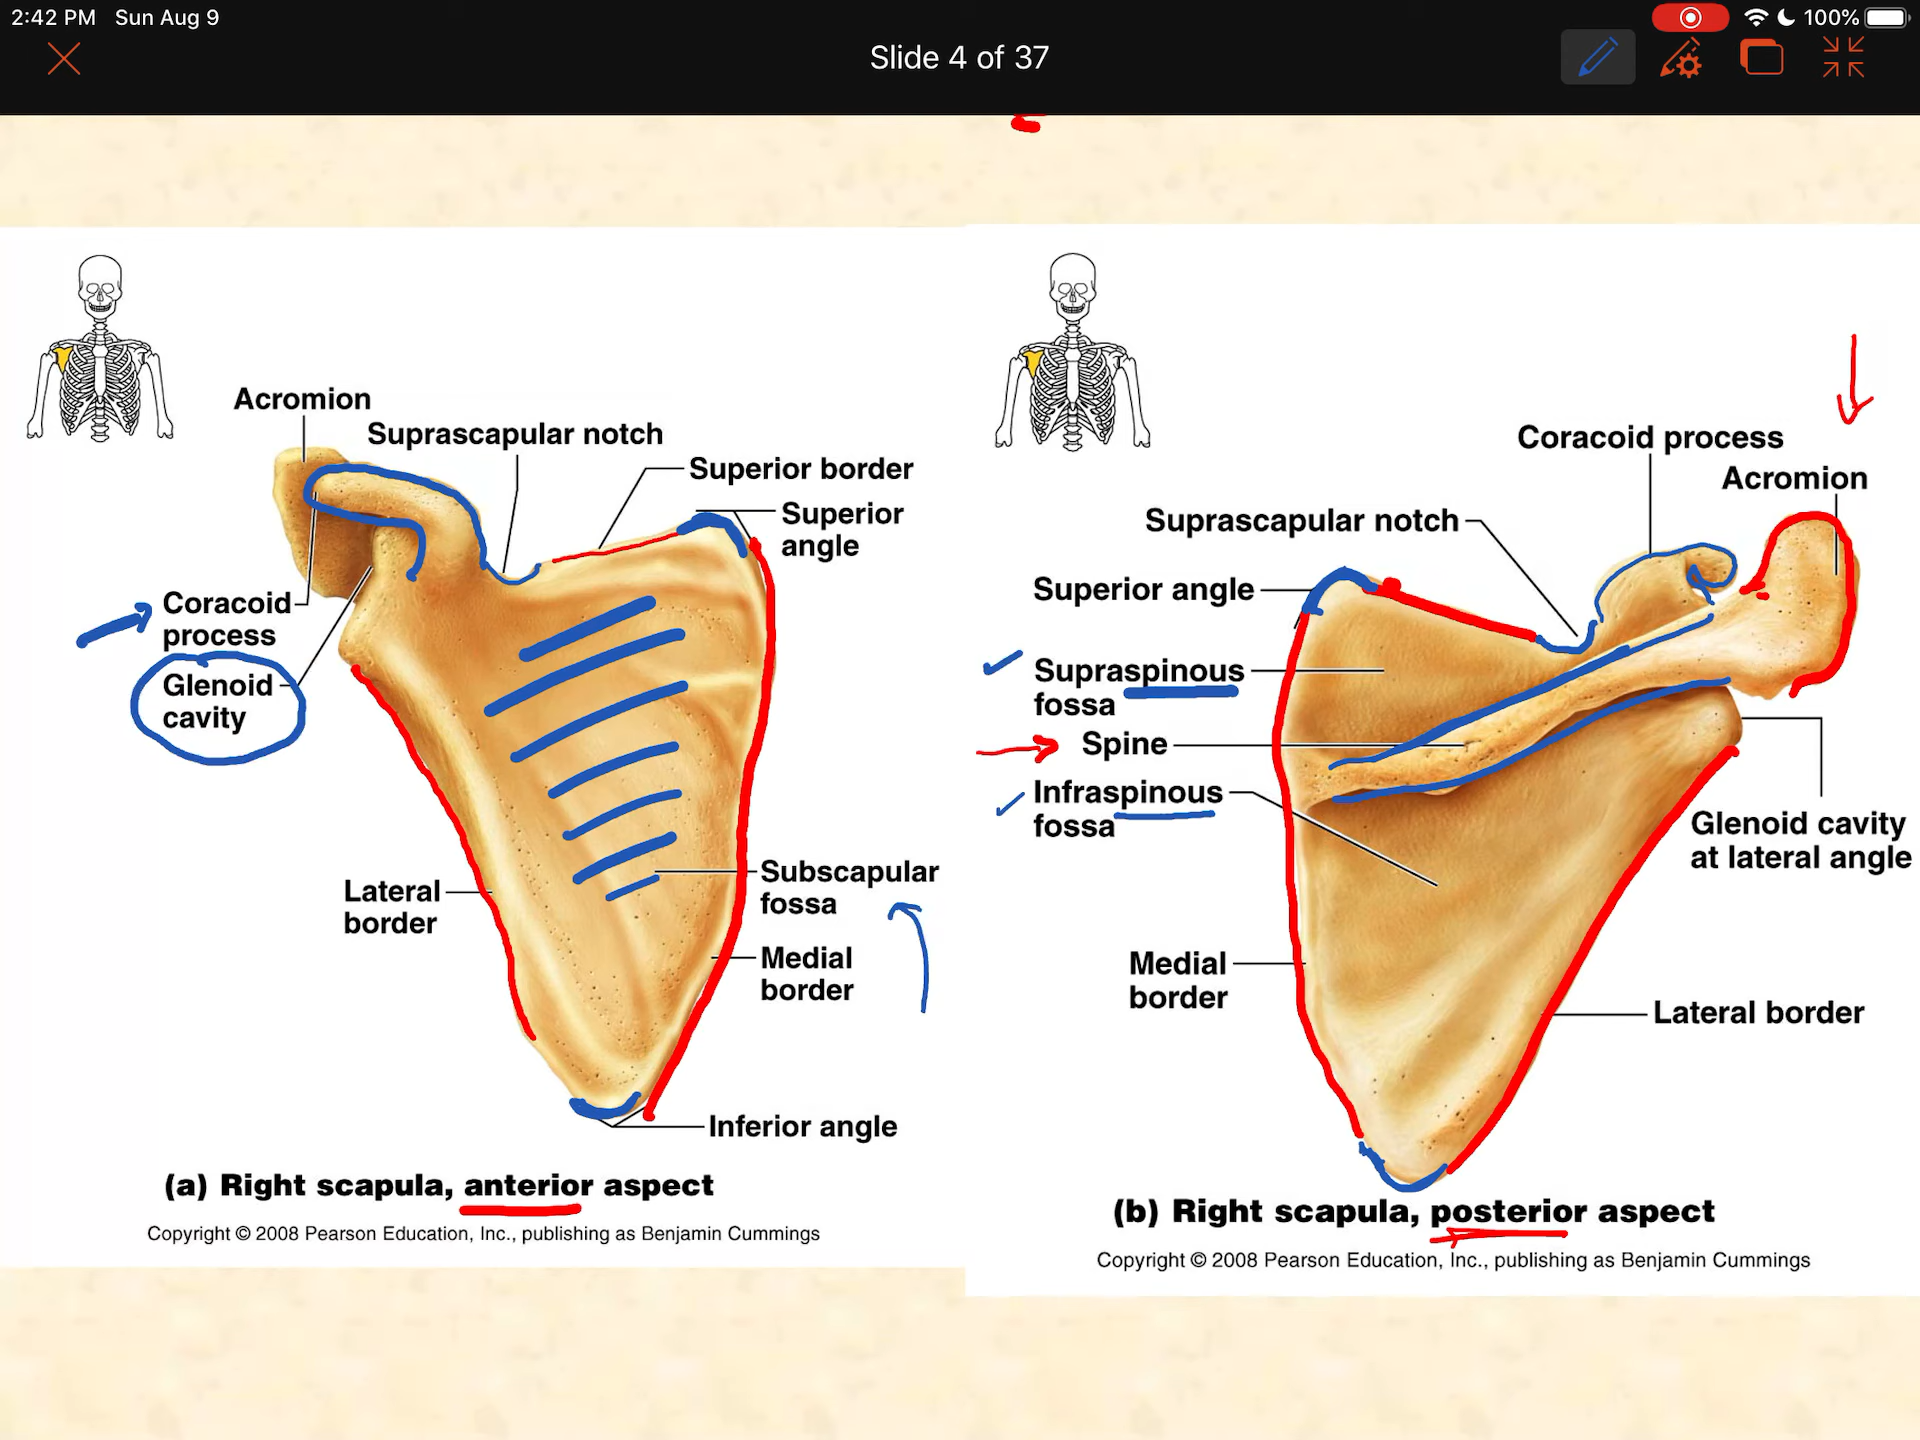 2:42 PM Sun Aug 9
100%
Slide 4 of 37
Acromion
Suprascapular notch
Superior border
Superior
angle
Coracoid
process
Glenoid
cavity
Lateral
border
Subscapular
fossa
Medial
border
Inferior angle
(a) Right scapula, anterior aspect
Copyright © 2008 Pearson Education, Inc., publishing as Benjamin Cummings
Coracoid process
Acromion
Suprascapular notch
Superior angle
Supraspinous
fossa
Spine
Infraspinous
fossa
Glenoid cavity
at lateral angle
Medial
border
Lateral border
(b) Right scapula, posterior aspect
Copyright © 2008 Pearson Education, Inc., publishing as Benjamin Cummings